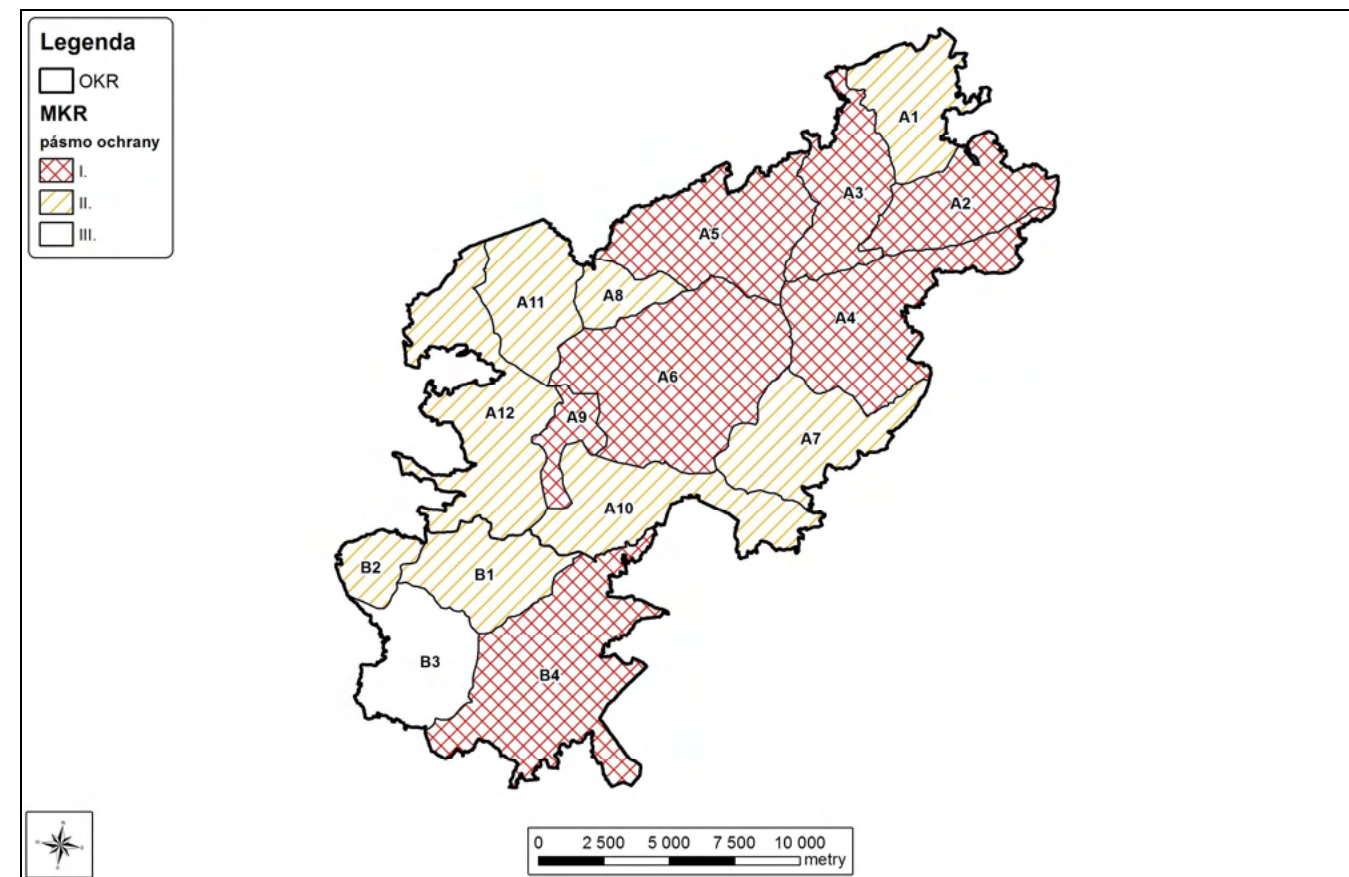 Legenda
OKR
MKR
pásmo ochrany
I.
II.
III.
A1
A2
A3
A5
A4
A8
A11
A6
A9
A12
A7
A10
B2
B1
B3
B4
0 2 500 5 000 7 500 10 000
metry